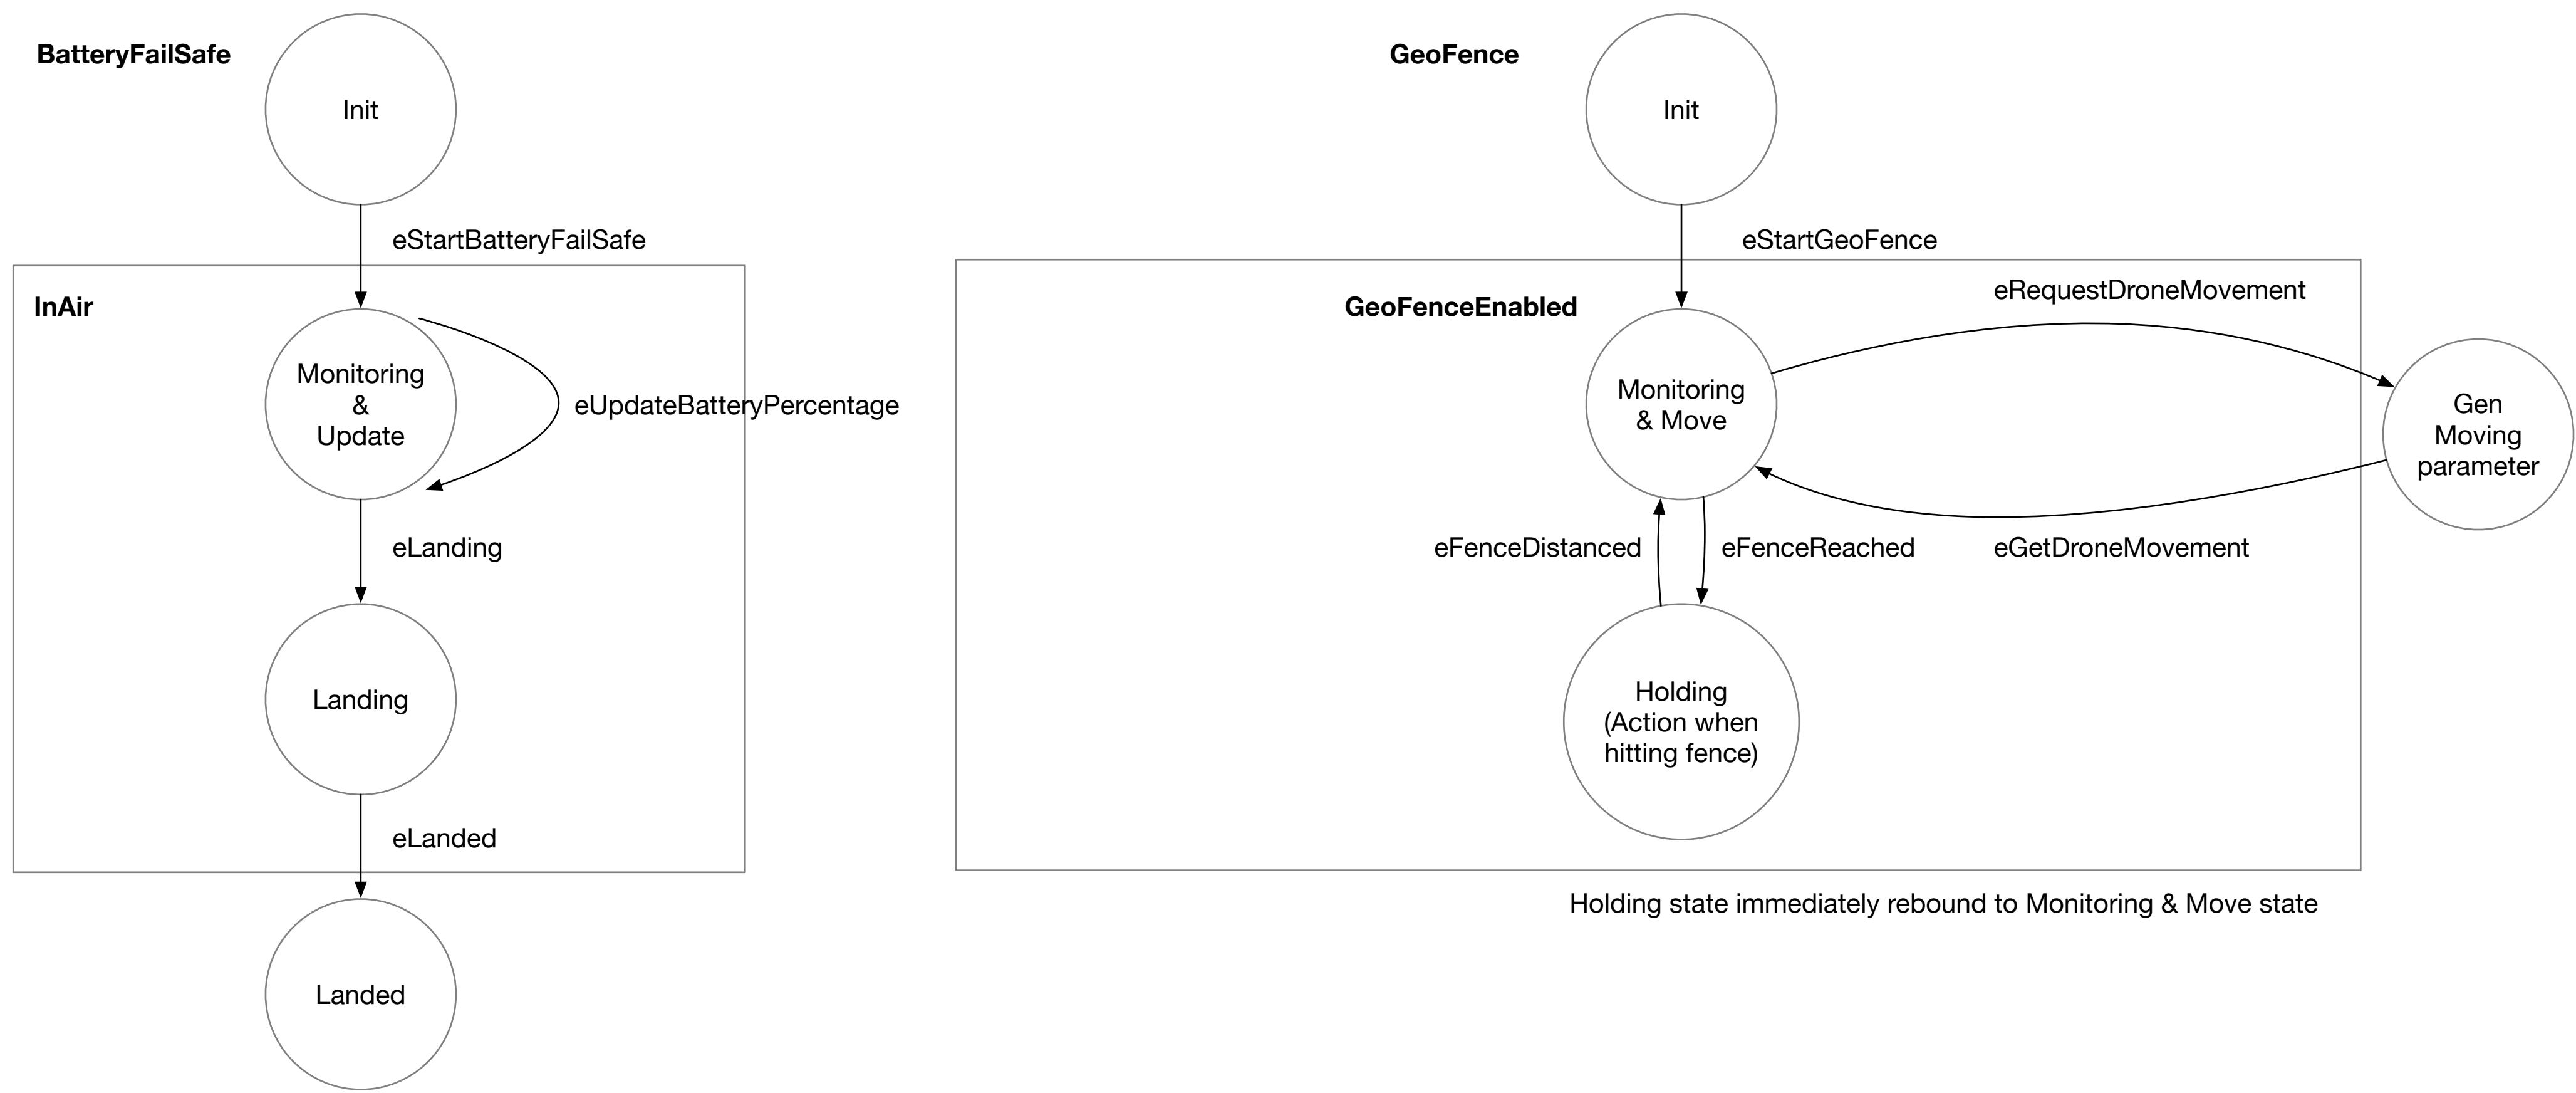 BatteryFailSafe
Init
eStartBatteryFailSafe
InAir
Monitoring
&
Update
eUpdateBatteryPercentage
eLanding
Landing
eLanded
Landed
GeoFence
Init
eStartGeoFence
GeoFenceEnabled
eRequestDroneMovement
Monitoring
& Move
Gen
Moving
parameter
eFenceDistanced
eFenceReached
eGetDroneMovement
Holding
(Action when
hitting fence)
Holding state immediately rebound to Monitoring & Move state